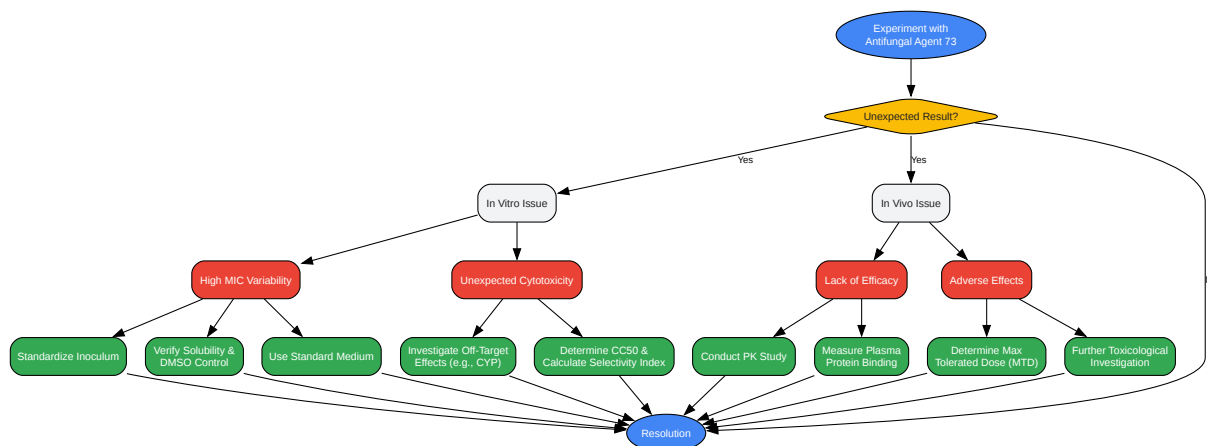 Experiment with
Antifungal Agent 73
Unexpected Result?
Yes
Yes
In Vitro Issue
In Vivo Issue
High MIC Variability
Unexpected Cytotoxicity
Lack of Efficacy
Adverse Effects
Standardize Inoculum
Verify Solubility &
DMSO Control
Use Standard Medium
Investigate Off-Target
Effects (e.g., CYP)
Determine CC50 &
Calculate Selectivity Index
Conduct PK Study
Measure Plasma
Protein Binding
Determine Max
Tolerated Dose (MTD)
Further Toxicological
Investigation
Resolution